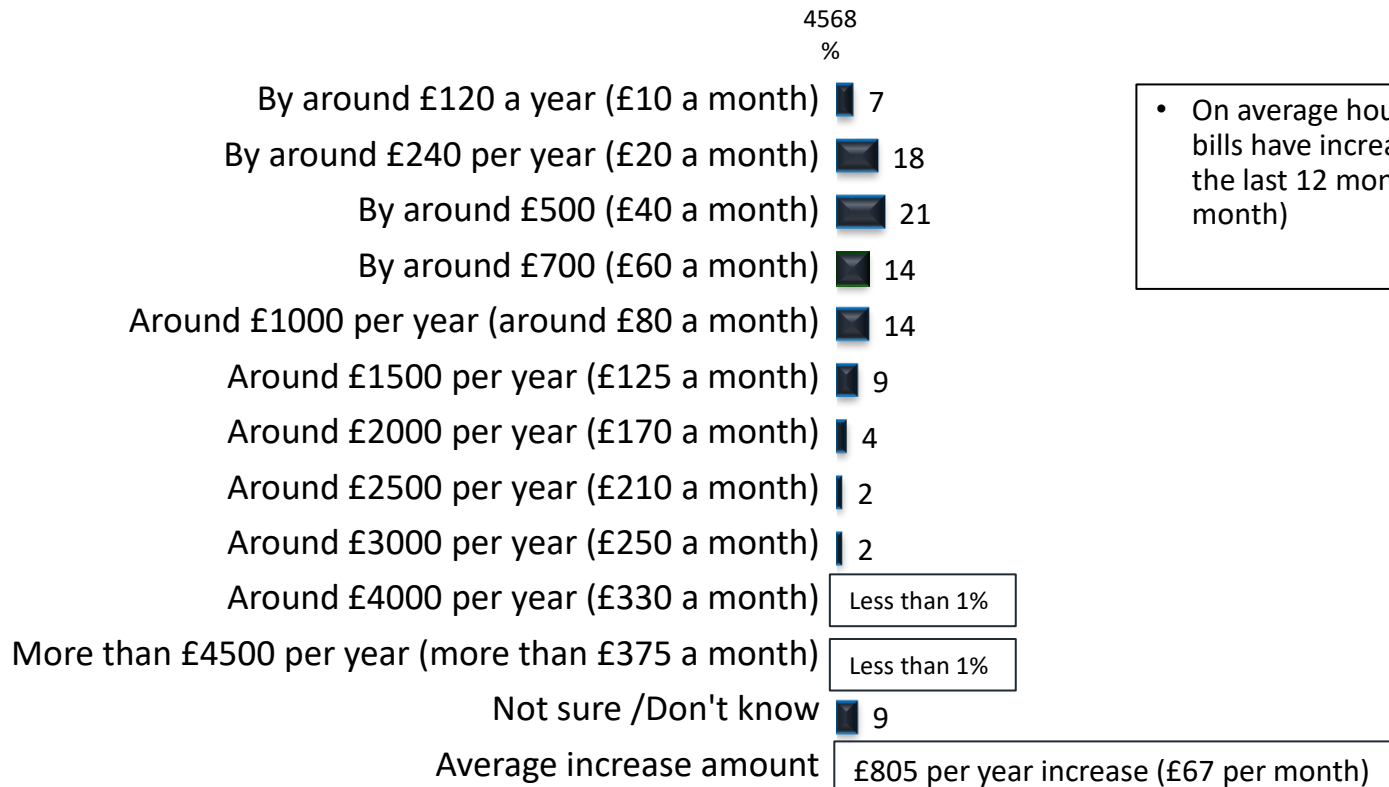 4568
%
By around £120 a year (£10 a month) 7
By around £240 per year (£20 a month) 18
By around £500 (£40 a month) 21
By around £700 (£60 a month) 14
Around £1000 per year (around £80 a month) 14
Around £1500 per year (£125 a month) 9
Around £2000 per year (£170 a month) 4
Around £2500 per year (£210 a month) 2
Around £3000 per year (£250 a month) 2
Around £4000 per year (£330 a month) Less than 1%
More than £4500 per year (more than £375 a month) Less than 1%
Not sure /Don't know 9
Average increase amount £805 per year increase (£67 per month)
• On average
bills have
the last 12
month)